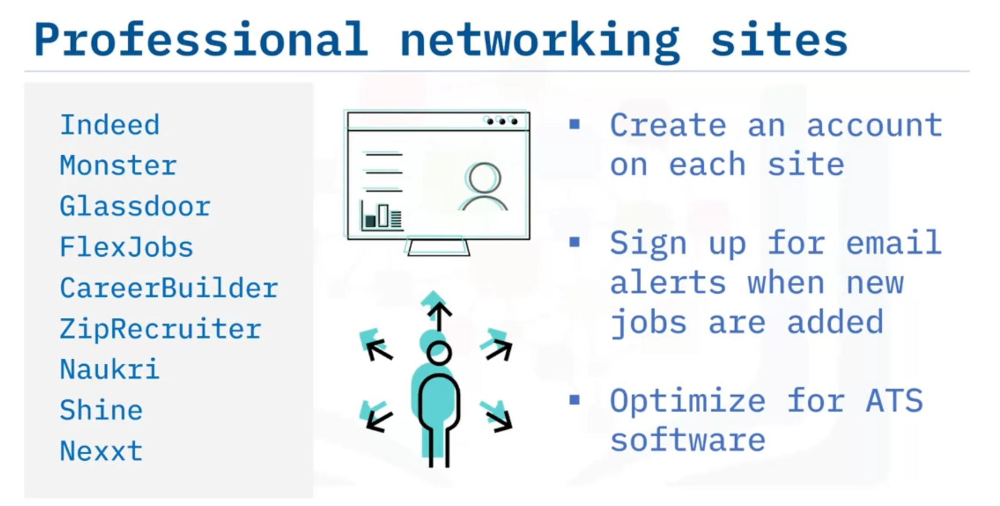 Professional networking sites
Indeed
Monster
Glassdoor
FlexJobs
CareerBuilder
ZipRecruiter
Naukri
Shine
Nexxt
▪ Create an account
on each site
▪ Sign up for email
alerts when new
jobs are added
▪ Optimize for ATS
software